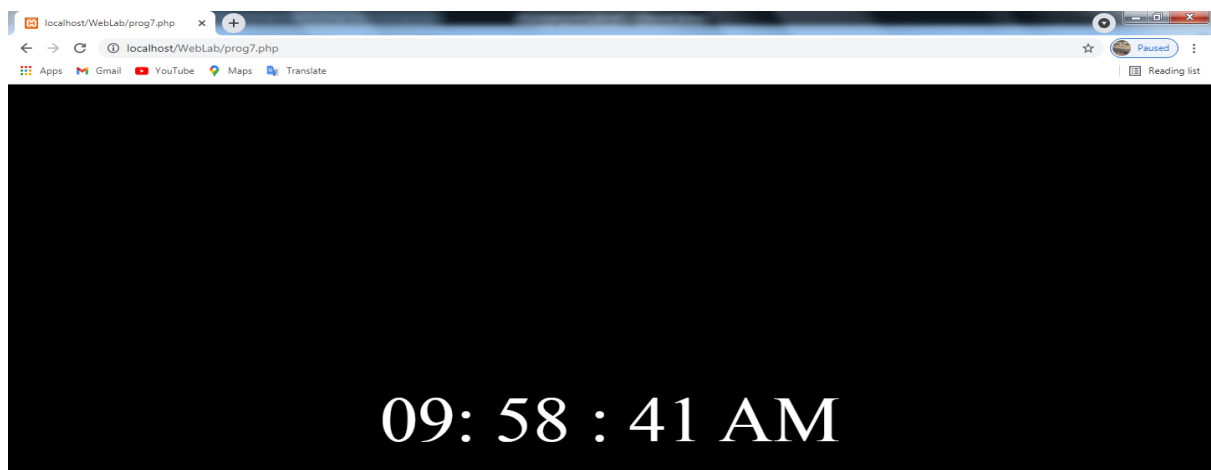 localhost/WebLab/prog7.php
localhost/WebLab/prog7.php
Paused
Apps Gmail YouTube Maps Translate
Reading list
09: 58 : 41 AM